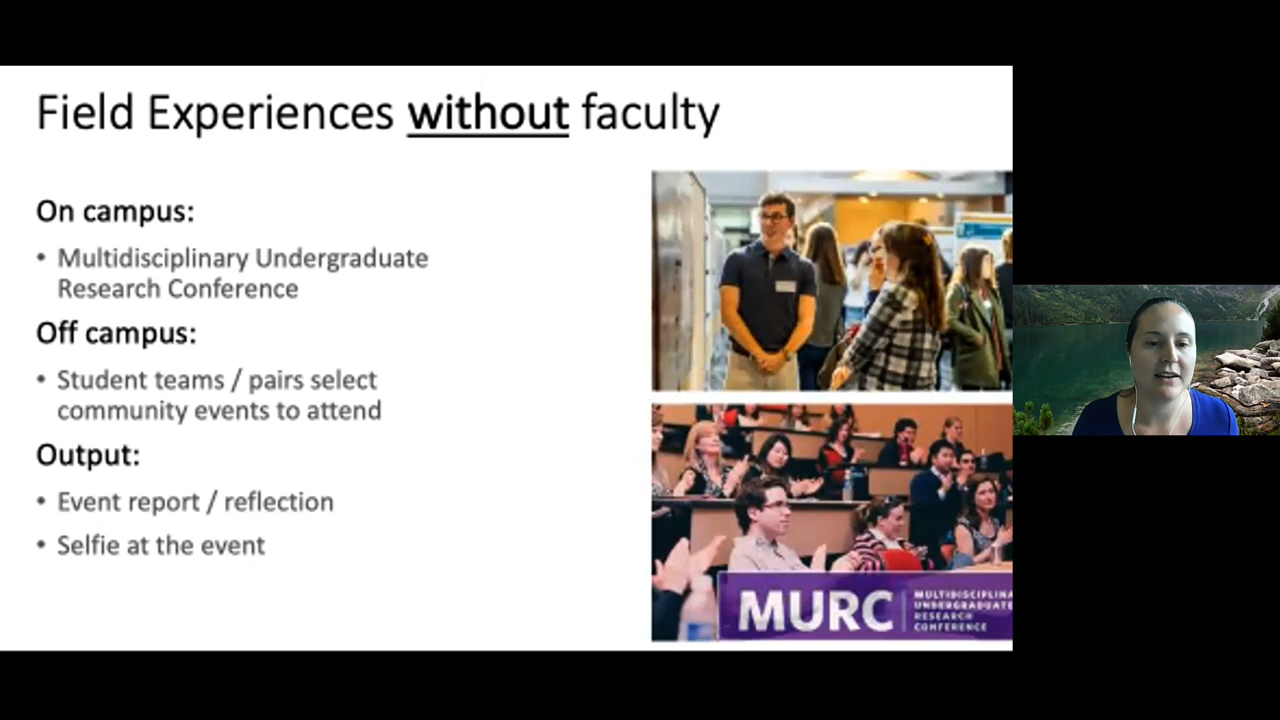 Field Experiences without faculty
On campus:
• Multidisciplinary Undergraduate
Research Conference
Off campus:
• Student teams / pairs select
community events to attend
Output:
• Event report / reflection
• Selfie at the event
MURC
MULTIDISCIPLINA
UNDERGRADUATE
RESEARCH
CONFERENCE